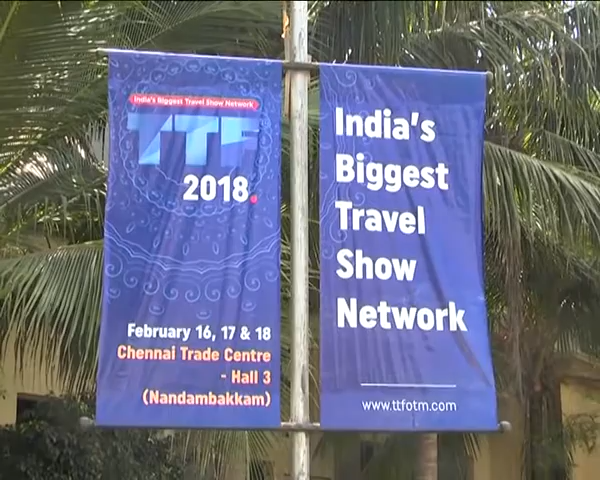 India's Biggest Travel Show Network
TTF
2018.
February 16, 17 & 18
Chennai Trade Centre
- Hall 3
(Nandambakkam)
India's
Biggest
Travel
Show
Network
www.ttfotm.com